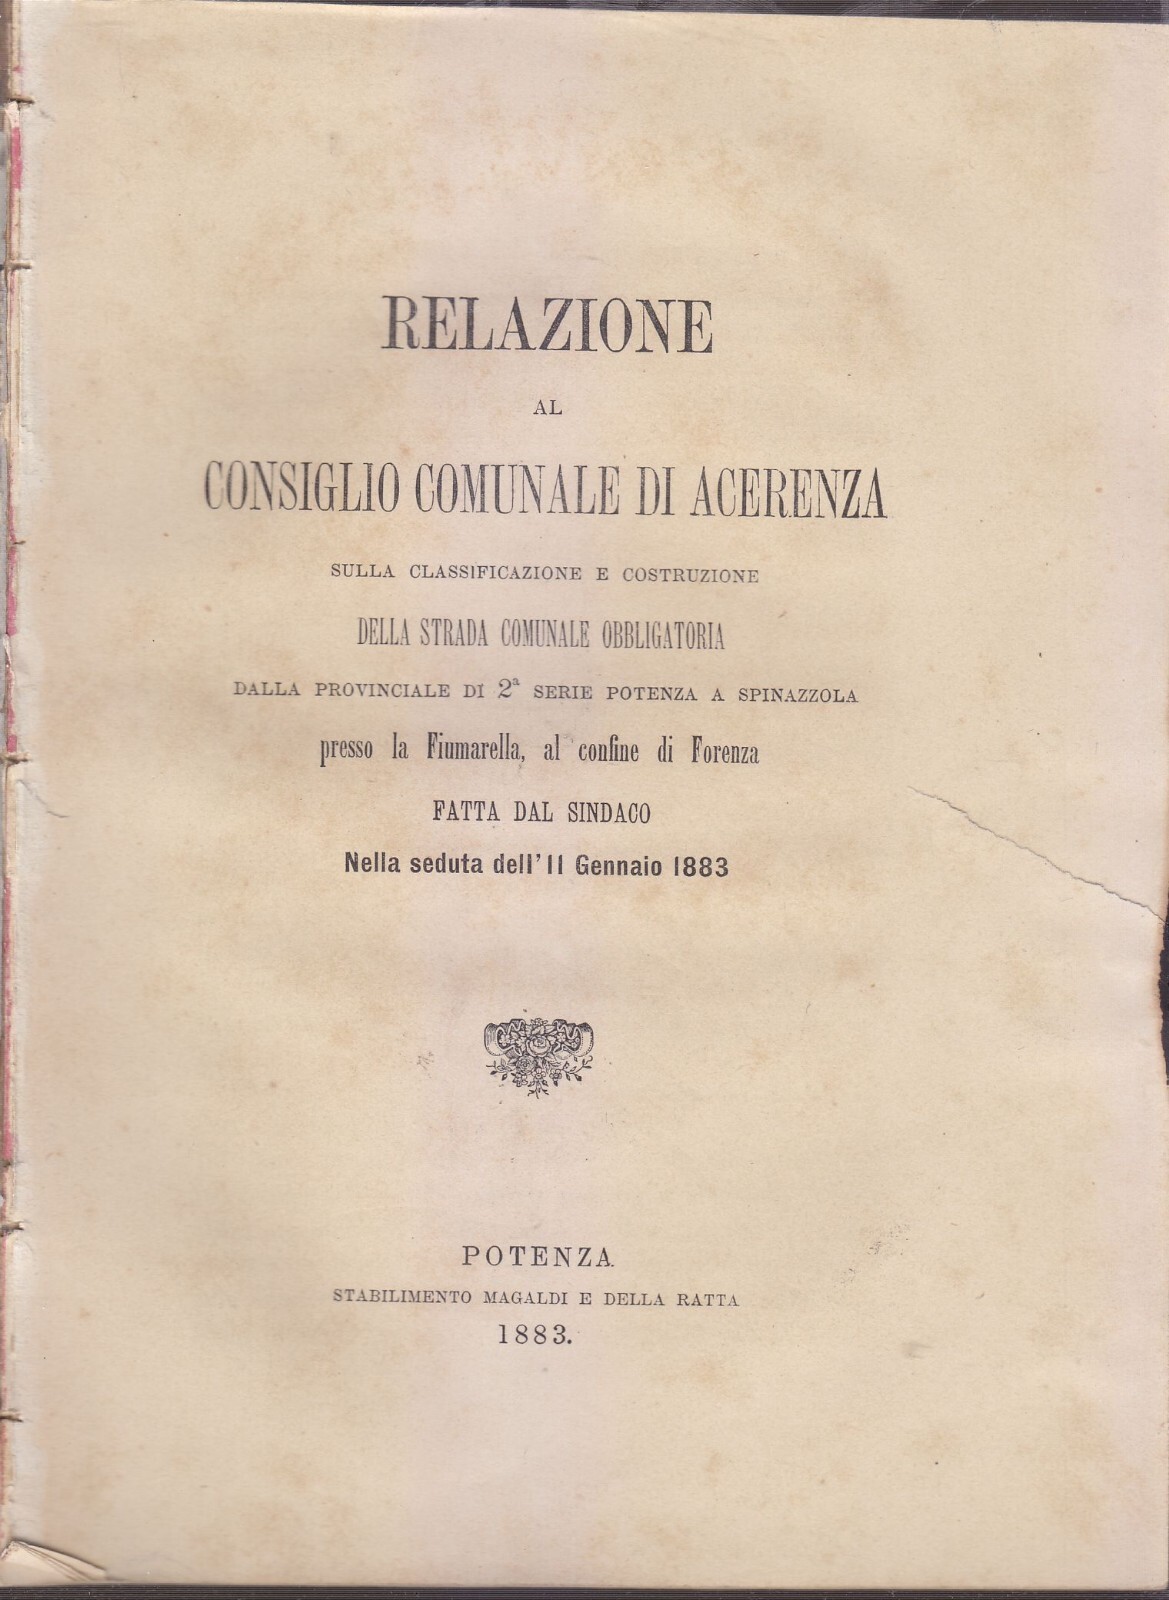 RELAZIONE
AL
CONSIGLIO COMUNALE DI ACERENZA
SULLA CLASSIFICAZIONE E COSTRUZIONE
DELLA STRADA COMUNALE OBBLIGATORIA
DALLA PROVINCIALE DI 2ª SERIE POTENZA A SPINAZZOLA
presso la Fiumarella, al confine di Forenza
FATTA DAL SINDACO
Nella seduta dell'11 Gennaio 1883
POTENZA.
STABILIMENTO MAGALDI E DELLA RATTA
1883.